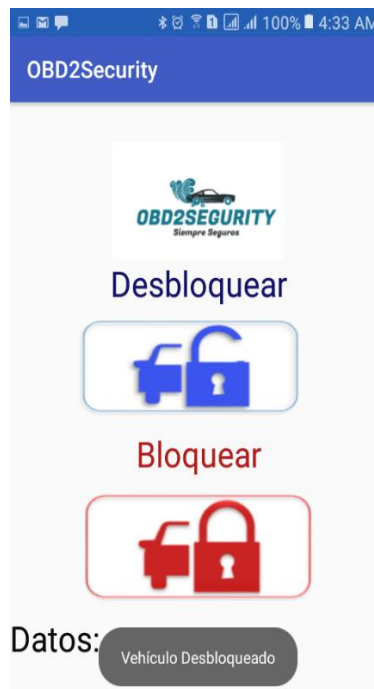 100% 4:33 AM
OBD2Security
OBD2SECURITY
Siempre Seguros
Desbloquear
Bloquear
Datos:
Vehículo Desbloqueado